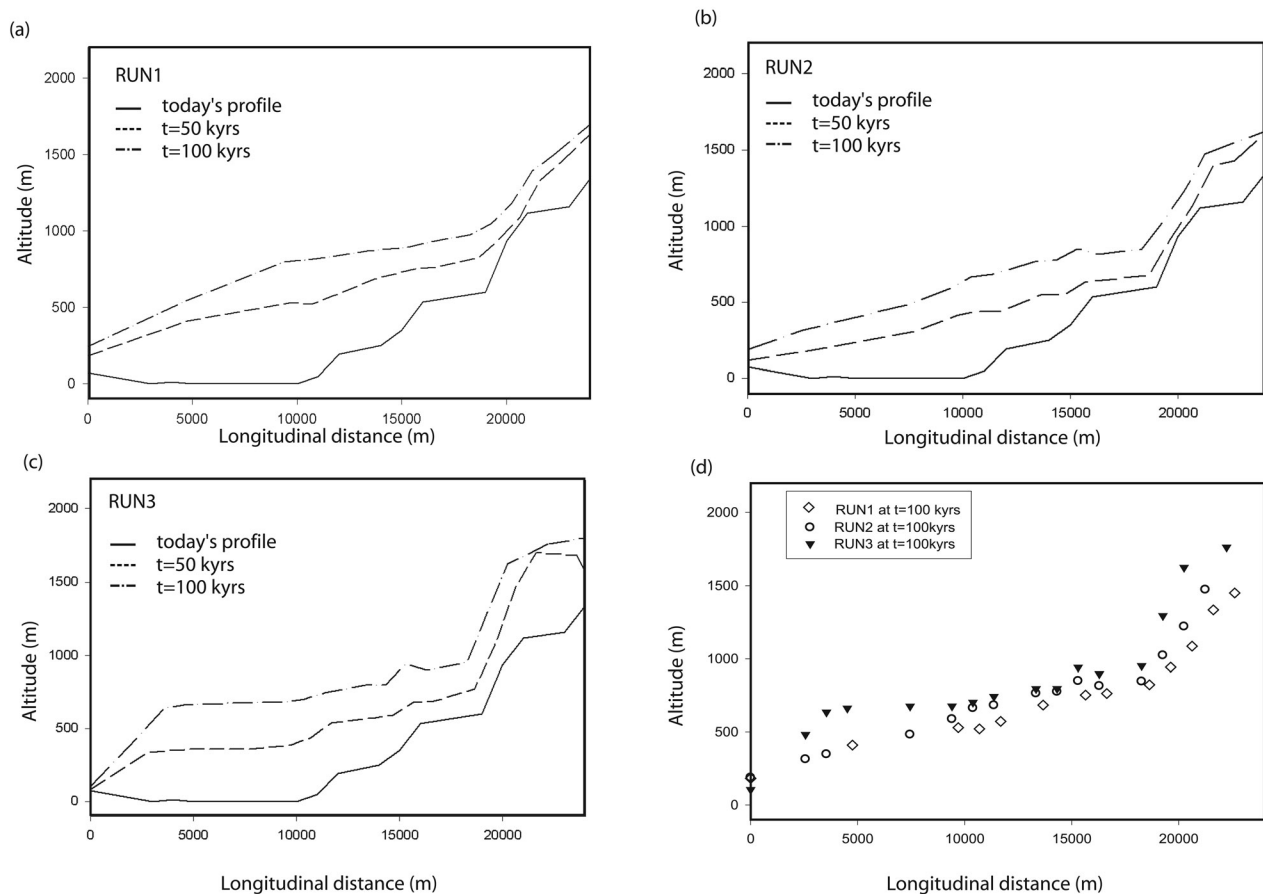 (a)
RUN1
today's profile
t=50 kyrs
t=100 kyrs
2000
1500
1000
500
0
Altitude (m)
0 5000 10000 15000 20000
Longitudinal distance (m)
(b)
RUN2
today's profile
t=50 kyrs
t=100 kyrs
2000
1500
1000
500
0
Altitude (m)
0 5000 10000 15000 20000
Longitudinal distance (m)
(c)
RUN3
today's profile
t=50 kyrs
t=100 kyrs
2000
1500
1000
500
0
Altitude (m)
0 5000 10000 15000 20000
Longitudinal distance (m)
(d)
RUN1 at t=100 kyrs
RUN2 at t=100kyrs
RUN3 at t=100kyrs
2000
1500
1000
500
0
Altitude (m)
0 5000 10000 15000 20000
Longitudinal distance (m)